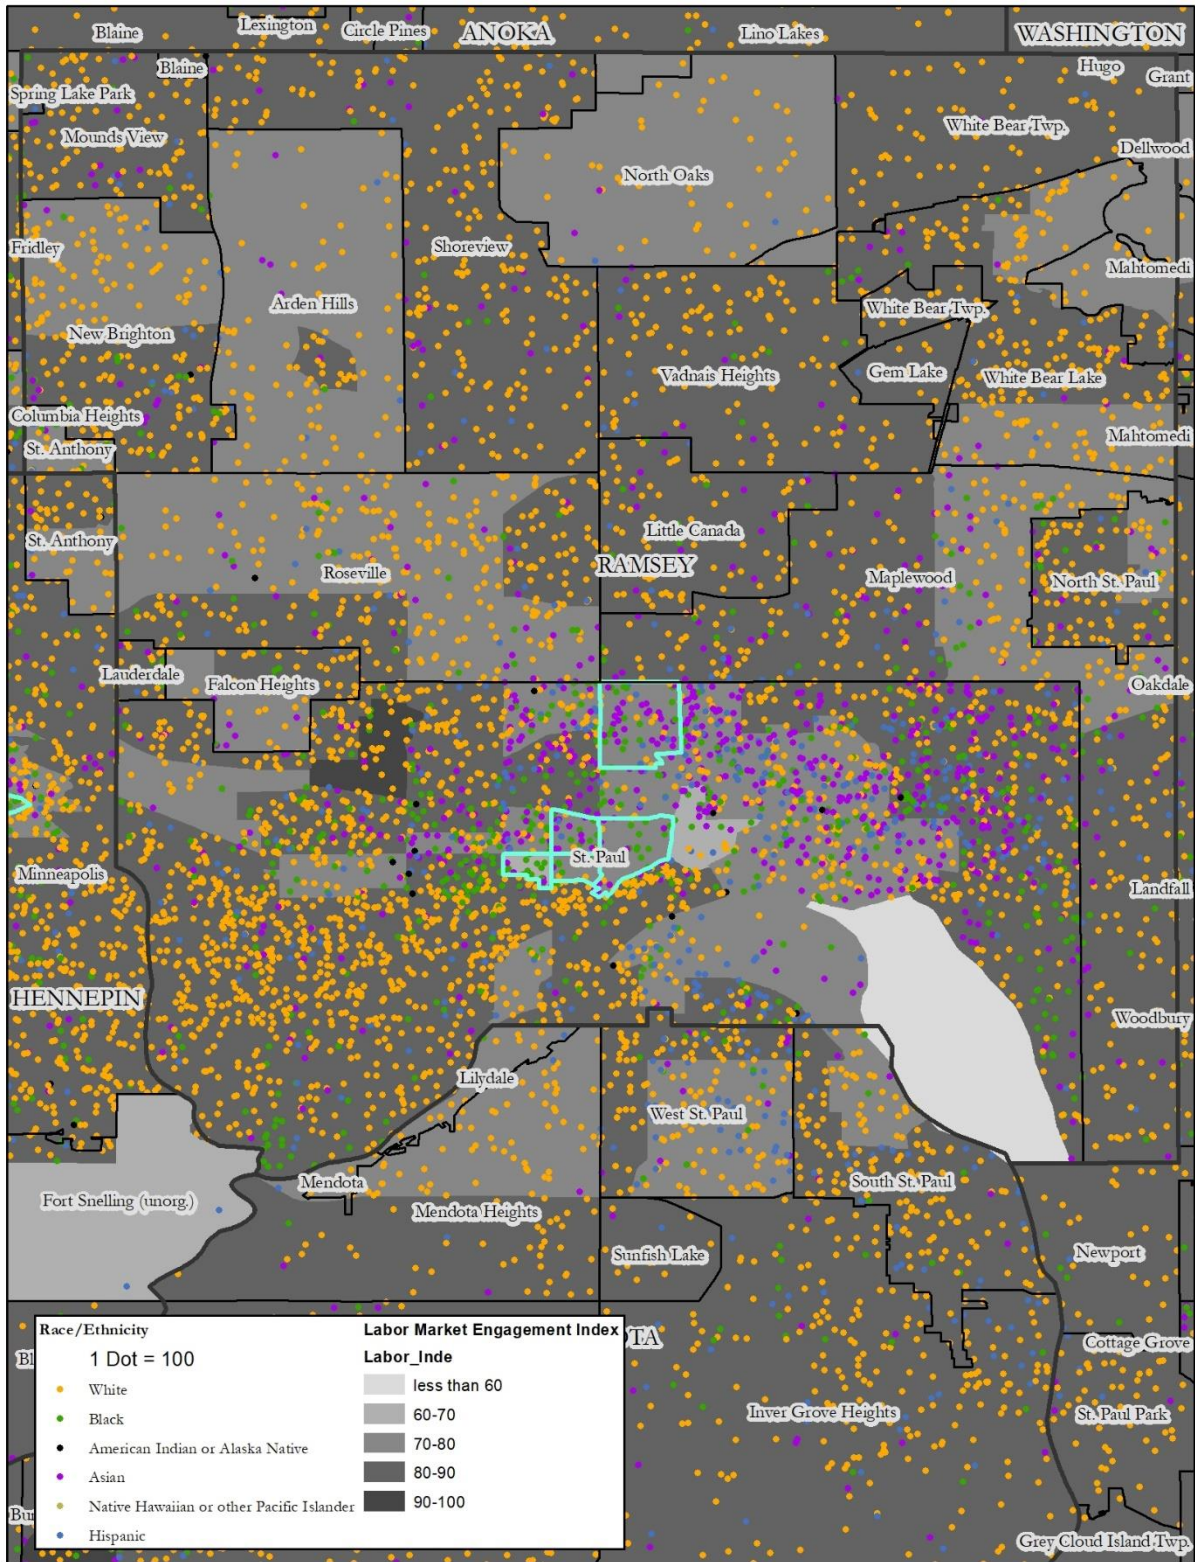 Blaine
Lexington
Circle Pines
ANOKA
Lino Lakes
WASHINGTON
Blaine
Hugo
Grant
Spring Lake Park
Mounds View
White Bear Twp.
Dellwood
North Oaks
Fridley
Shoreview
Mahtomedi
Arden Hills
White Bear Twp.
New Brighton
Vadnais Heights
Gem Lake
White Bear Lake
Columbia Heights
Mahtomedi
St. Anthony
St. Anthony
Little Canada
RAMSEY
Roseville
Maplewood
North St. Paul
Lauderdale
Falcon Heights
Oakdale
St. Paul
Minneapolis
Landfall
HENNEPIN
Woodbury
Lilydale
West St. Paul
Mendota
South St. Paul
Fort Snelling (unorg.)
Mendota Heights
Sunfish Lake
Newport
OTA
Cottage Grove
Inver Grove Heights
St. Paul Park
Grey Cloud Island Twp.
Bl
Bu
Race/Ethnicity
1 Dot = 100
White
Black
American Indian or Alaska Native
Asian
Native Hawaiian or other Pacific Islander
Hispanic
Labor Market Engagement Index
Labor_Inde
less than 60
60-70
70-80
80-90
90-100